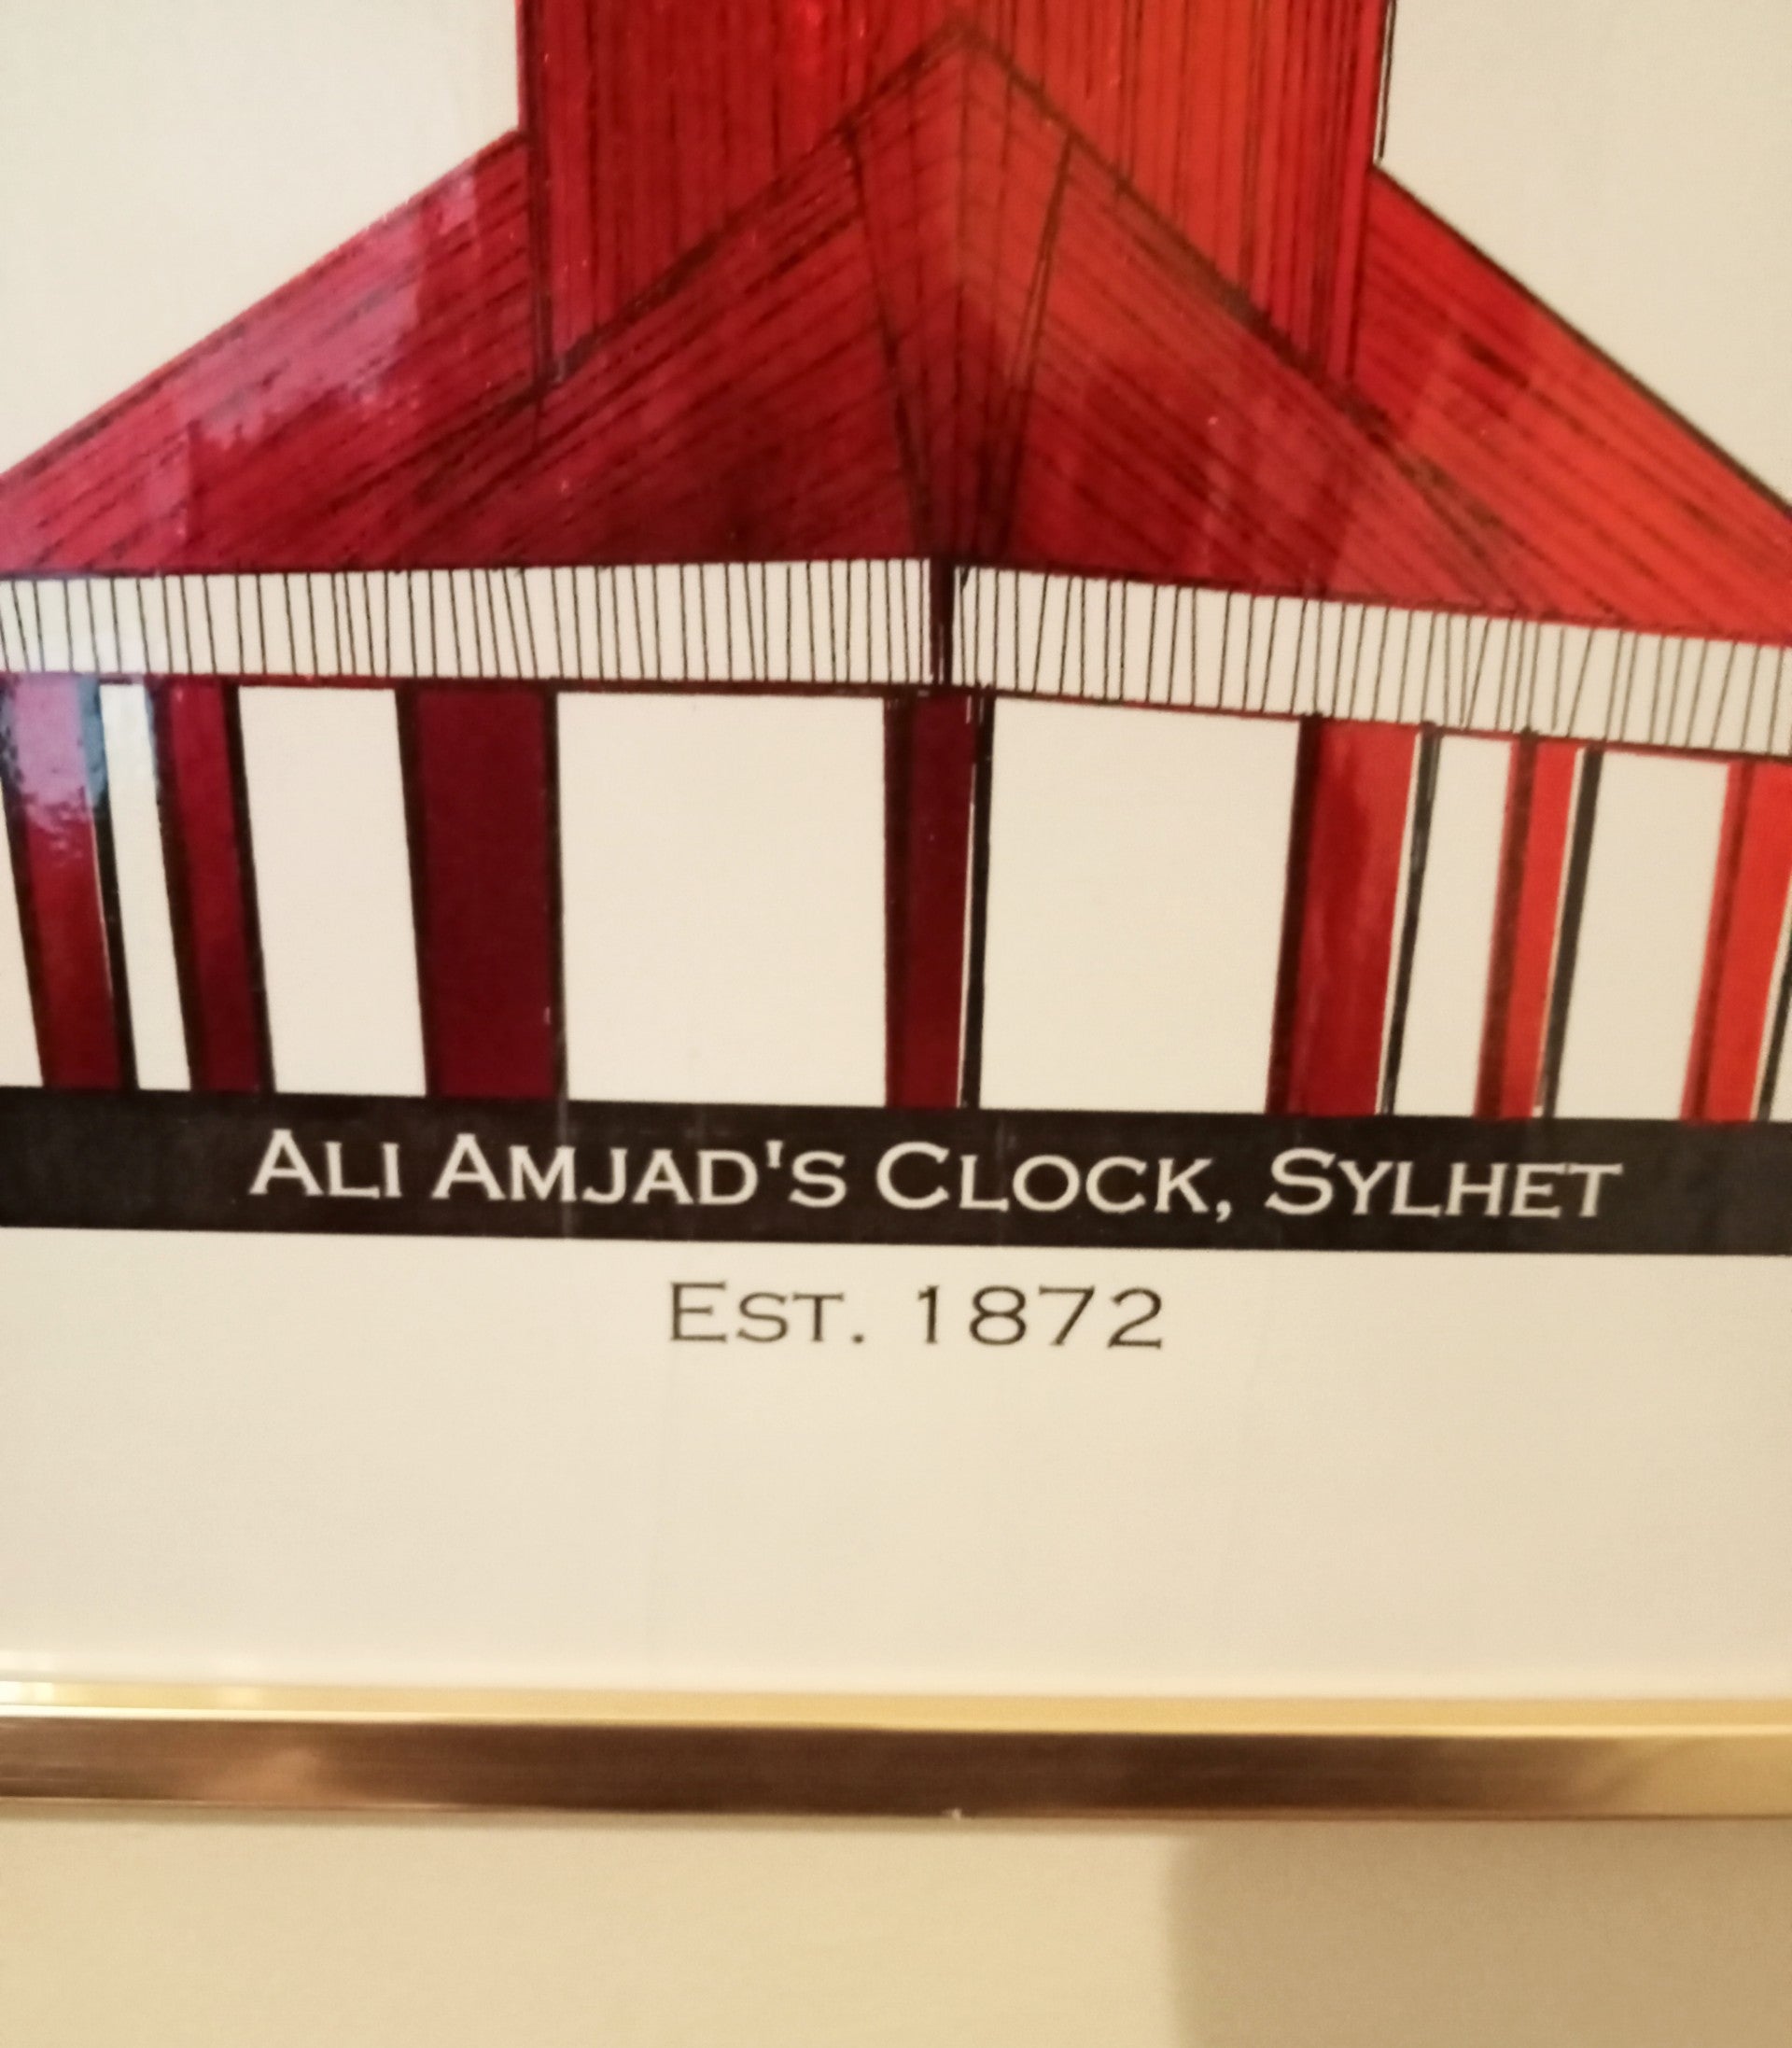 ALI AMJAD'S CLOCK, SYLHET
EST. 1872